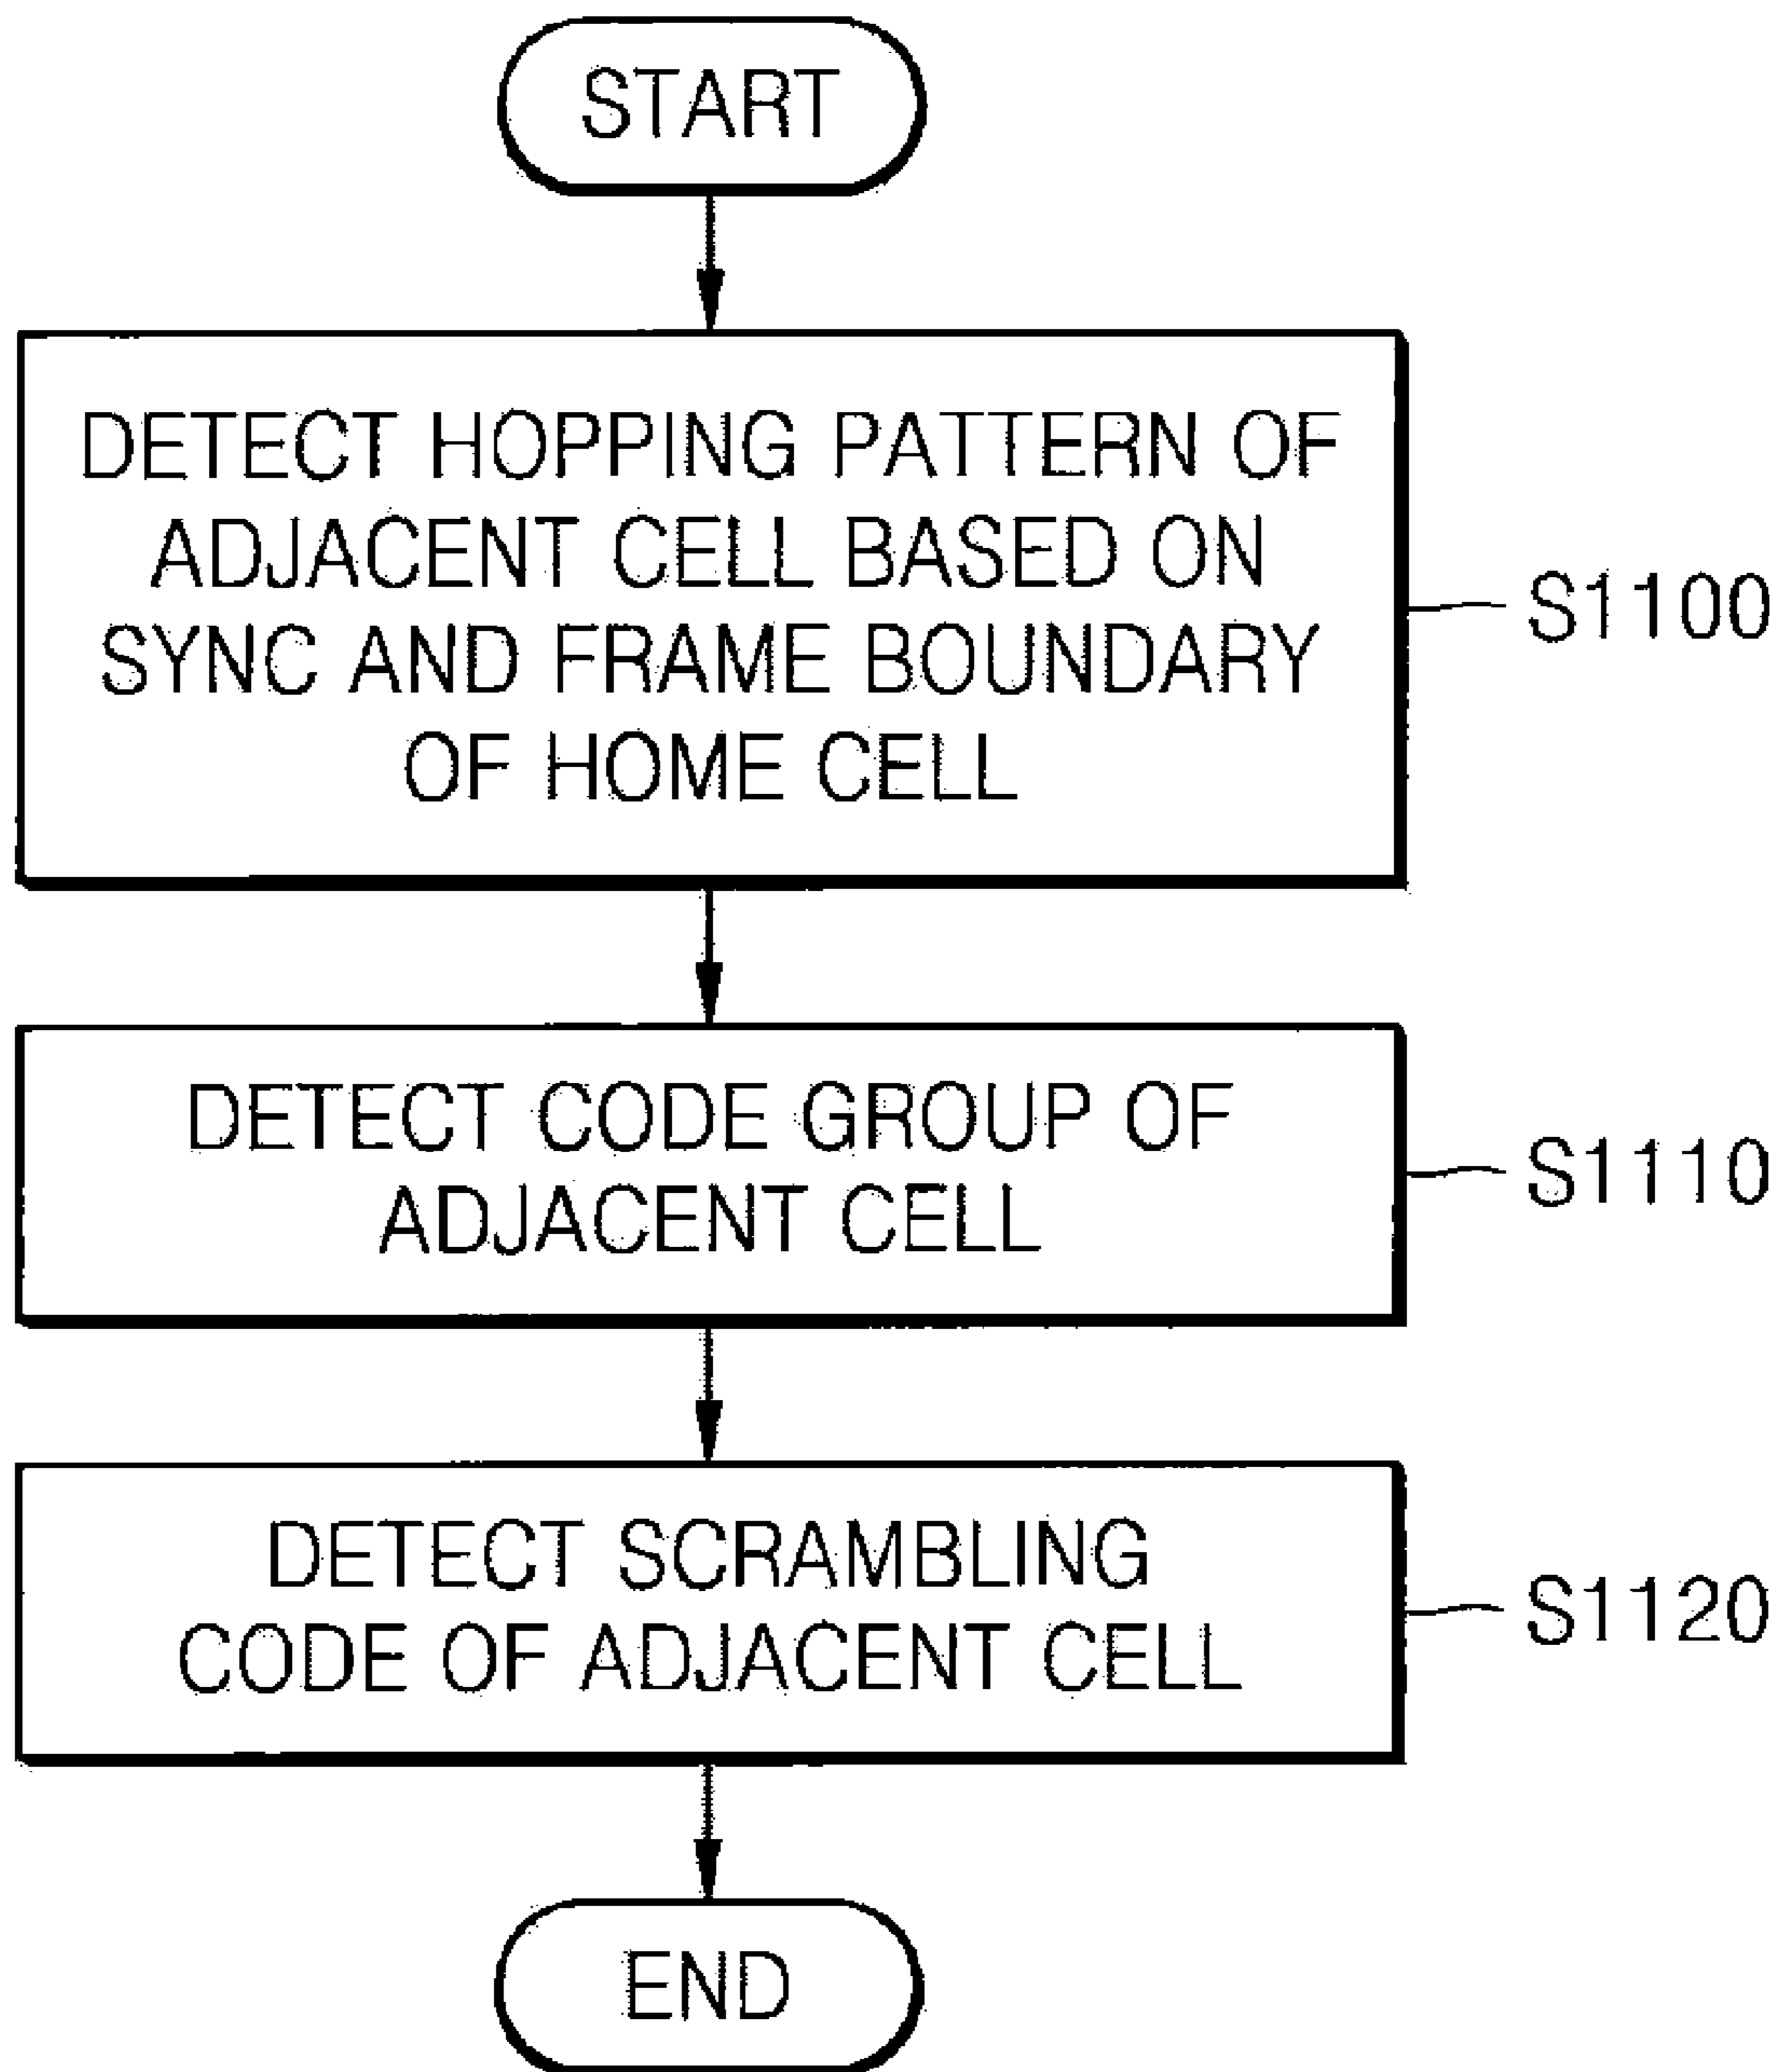 START
DETECT HOPPING PATTERN OF
ADJACENT CELL BASED ON
SYNC AND FRAME BOUNDARY
OF HOME CELL
S1100
DETECT CODE GROUP OF
ADJACENT CELL
S1110
DETECT SCRAMBLING
CODE OF ADJACENT CELL
S1120
END